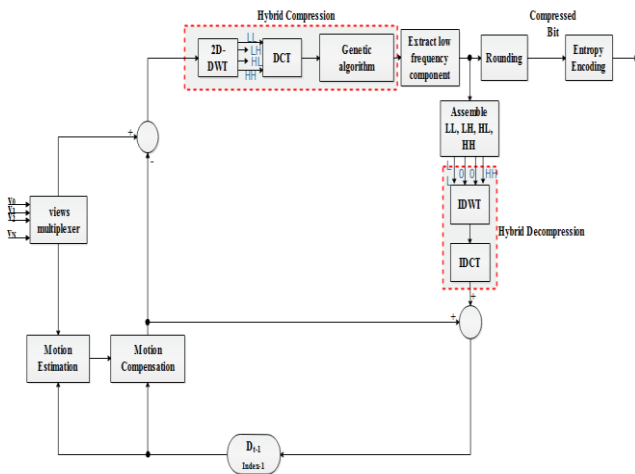 Hybrid Compression
2D-
DWT
LL
LH
HL
HH
DCT
Genetic
algorithm
Extract low
frequency
component
Compressed
Bit
Rounding
Entropy
Encoding
Assemble
LL, LH, HL,
HH
L
L
0
0
HH
IDWT
IDCT
Hybrid Decompression
+
-
+
+
V0
V1
V2
VN
views
multiplexer
Motion
Estimation
Motion
Compensation
Dt-1
Index-1